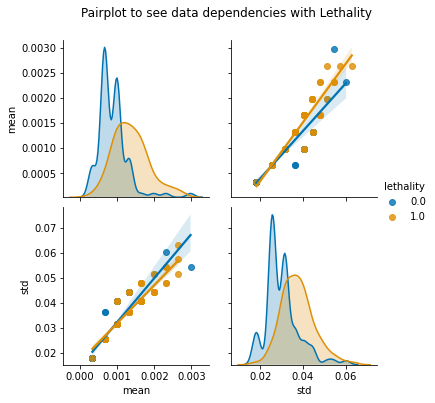 Pairplot to see data dependencies with Lethality
0.0030
0.0025
0.0020
0.0015
0.0010
0.0005
mean
lethality
0.0
1.0
0.07
0.06
0.05
0.04
0.03
0.02
std
0.000 0.001 0.002 0.003
mean
0.02 0.04 0.06
std